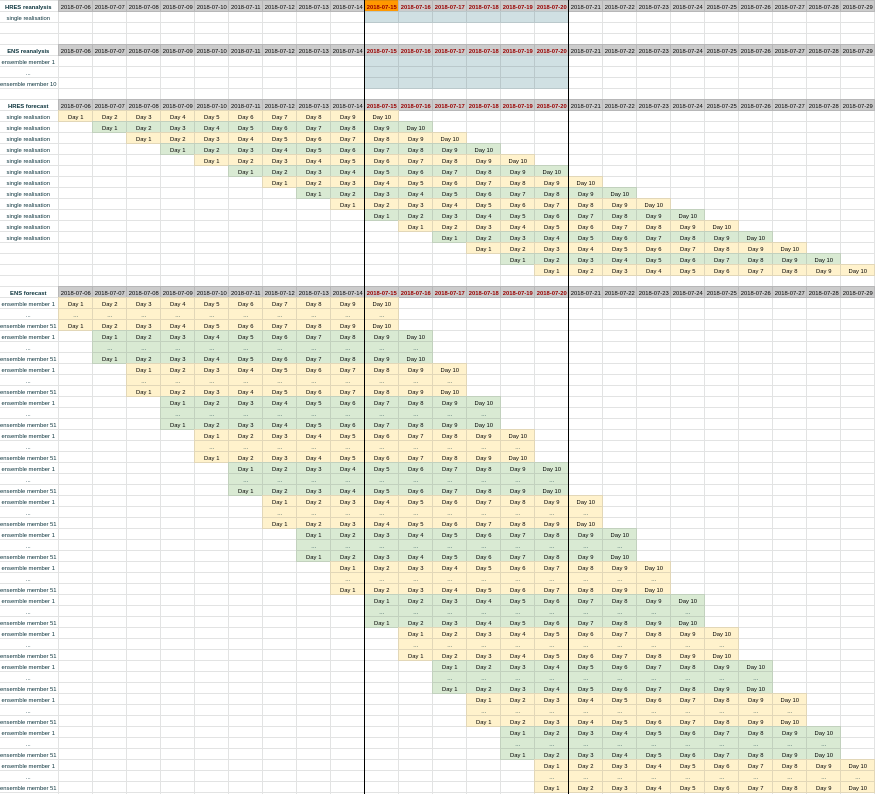 HRES reanalysis 2018-07-06 2018-07-07 2018-07-08 2018-07-09 2018-07-10 2018-07-11 2018-07-12 2018-07-13 2018-07-14 2018-07-15 2018-07-16 2018-07-17 2018-07-18 2018-07-19 2018-07-20 2018-07-21 2018-07-22 2018-07-23 2018-07-24 2018-07-25 2018-07-26 2018-07-27 2018-07-28 2018-07-29
single realisation
ENS reanalysis 2018-07-06 2018-07-07 2018-07-08 2018-07-09 2018-07-10 2018-07-11 2018-07-12 2018-07-13 2018-07-14 2018-07-15 2018-07-16 2018-07-17 2018-07-18 2018-07-19 2018-07-20 2018-07-21 2018-07-22 2018-07-23 2018-07-24 2018-07-25 2018-07-26 2018-07-27 2018-07-28 2018-07-29
ensemble member 1
...
ensemble member 10
HRES forecast 2018-07-06 2018-07-07 2018-07-08 2018-07-09 2018-07-10 2018-07-11 2018-07-12 2018-07-13 2018-07-14 2018-07-15 2018-07-16 2018-07-17 2018-07-18 2018-07-19 2018-07-20 2018-07-21 2018-07-22 2018-07-23 2018-07-24 2018-07-25 2018-07-26 2018-07-27 2018-07-28 2018-07-29
single realisation Day 1 Day 2 Day 3 Day 4 Day 5 Day 6 Day 7 Day 8 Day 9 Day 10
single realisation Day 1 Day 2 Day 3 Day 4 Day 5 Day 6 Day 7 Day 8 Day 9 Day 10
single realisation Day 1 Day 2 Day 3 Day 4 Day 5 Day 6 Day 7 Day 8 Day 9 Day 10
single realisation Day 1 Day 2 Day 3 Day 4 Day 5 Day 6 Day 7 Day 8 Day 9 Day 10
single realisation Day 1 Day 2 Day 3 Day 4 Day 5 Day 6 Day 7 Day 8 Day 9 Day 10
single realisation Day 1 Day 2 Day 3 Day 4 Day 5 Day 6 Day 7 Day 8 Day 9 Day 10
single realisation Day 1 Day 2 Day 3 Day 4 Day 5 Day 6 Day 7 Day 8 Day 9 Day 10
single realisation Day 1 Day 2 Day 3 Day 4 Day 5 Day 6 Day 7 Day 8 Day 9 Day 10
single realisation Day 1 Day 2 Day 3 Day 4 Day 5 Day 6 Day 7 Day 8 Day 9 Day 10
single realisation Day 1 Day 2 Day 3 Day 4 Day 5 Day 6 Day 7 Day 8 Day 9 Day 10
single realisation Day 1 Day 2 Day 3 Day 4 Day 5 Day 6 Day 7 Day 8 Day 9 Day 10
single realisation Day 1 Day 2 Day 3 Day 4 Day 5 Day 6 Day 7 Day 8 Day 9 Day 10
Day 1 Day 2 Day 3 Day 4 Day 5 Day 6 Day 7 Day 8 Day 9 Day 10
Day 1 Day 2 Day 3 Day 4 Day 5 Day 6 Day 7 Day 8 Day 9 Day 10
Day 1 Day 2 Day 3 Day 4 Day 5 Day 6 Day 7 Day 8 Day 9 Day 10
ENS forecast 2018-07-06 2018-07-07 2018-07-08 2018-07-09 2018-07-10 2018-07-11 2018-07-12 2018-07-13 2018-07-14 2018-07-15 2018-07-16 2018-07-17 2018-07-18 2018-07-19 2018-07-20 2018-07-21 2018-07-22 2018-07-23 2018-07-24 2018-07-25 2018-07-26 2018-07-27 2018-07-28 2018-07-29
ensemble member 1 Day 1 Day 2 Day 3 Day 4 Day 5 Day 6 Day 7 Day 8 Day 9 Day 10
... ... ... ... ... ... ... ... ... ... ...
ensemble member 51 Day 1 Day 2 Day 3 Day 4 Day 5 Day 6 Day 7 Day 8 Day 9 Day 10
ensemble member 1 Day 1 Day 2 Day 3 Day 4 Day 5 Day 6 Day 7 Day 8 Day 9 Day 10
... ... ... ... ... ... ... ... ... ... ...
ensemble member 51 Day 1 Day 2 Day 3 Day 4 Day 5 Day 6 Day 7 Day 8 Day 9 Day 10
ensemble member 1 Day 1 Day 2 Day 3 Day 4 Day 5 Day 6 Day 7 Day 8 Day 9 Day 10
... ... ... ... ... ... ... ... ... ... ...
ensemble member 51 Day 1 Day 2 Day 3 Day 4 Day 5 Day 6 Day 7 Day 8 Day 9 Day 10
ensemble member 1 Day 1 Day 2 Day 3 Day 4 Day 5 Day 6 Day 7 Day 8 Day 9 Day 10
... ... ... ... ... ... ... ... ... ... ...
ensemble member 51 Day 1 Day 2 Day 3 Day 4 Day 5 Day 6 Day 7 Day 8 Day 9 Day 10
ensemble member 1 Day 1 Day 2 Day 3 Day 4 Day 5 Day 6 Day 7 Day 8 Day 9 Day 10
... ... ... ... ... ... ... ... ... ... ...
ensemble member 51 Day 1 Day 2 Day 3 Day 4 Day 5 Day 6 Day 7 Day 8 Day 9 Day 10
ensemble member 1 Day 1 Day 2 Day 3 Day 4 Day 5 Day 6 Day 7 Day 8 Day 9 Day 10
... ... ... ... ... ... ... ... ... ... ...
ensemble member 51 Day 1 Day 2 Day 3 Day 4 Day 5 Day 6 Day 7 Day 8 Day 9 Day 10
ensemble member 1 Day 1 Day 2 Day 3 Day 4 Day 5 Day 6 Day 7 Day 8 Day 9 Day 10
... ... ... ... ... ... ... ... ... ... ...
ensemble member 51 Day 1 Day 2 Day 3 Day 4 Day 5 Day 6 Day 7 Day 8 Day 9 Day 10
ensemble member 1 Day 1 Day 2 Day 3 Day 4 Day 5 Day 6 Day 7 Day 8 Day 9 Day 10
... ... ... ... ... ... ... ... ... ... ...
ensemble member 51 Day 1 Day 2 Day 3 Day 4 Day 5 Day 6 Day 7 Day 8 Day 9 Day 10
ensemble member 1 Day 1 Day 2 Day 3 Day 4 Day 5 Day 6 Day 7 Day 8 Day 9 Day 10
... ... ... ... ... ... ... ... ... ... ...
ensemble member 51 Day 1 Day 2 Day 3 Day 4 Day 5 Day 6 Day 7 Day 8 Day 9 Day 10
ensemble member 1 Day 1 Day 2 Day 3 Day 4 Day 5 Day 6 Day 7 Day 8 Day 9 Day 10
... ... ... ... ... ... ... ... ... ... ...
ensemble member 51 Day 1 Day 2 Day 3 Day 4 Day 5 Day 6 Day 7 Day 8 Day 9 Day 10
ensemble member 1 Day 1 Day 2 Day 3 Day 4 Day 5 Day 6 Day 7 Day 8 Day 9 Day 10
... ... ... ... ... ... ... ... ... ... ...
ensemble member 51 Day 1 Day 2 Day 3 Day 4 Day 5 Day 6 Day 7 Day 8 Day 9 Day 10
ensemble member 1 Day 1 Day 2 Day 3 Day 4 Day 5 Day 6 Day 7 Day 8 Day 9 Day 10
... ... ... ... ... ... ... ... ... ... ...
ensemble member 51 Day 1 Day 2 Day 3 Day 4 Day 5 Day 6 Day 7 Day 8 Day 9 Day 10
ensemble member 1 Day 1 Day 2 Day 3 Day 4 Day 5 Day 6 Day 7 Day 8 Day 9 Day 10
... ... ... ... ... ... ... ... ... ... ...
ensemble member 51 Day 1 Day 2 Day 3 Day 4 Day 5 Day 6 Day 7 Day 8 Day 9 Day 10
ensemble member 1 Day 1 Day 2 Day 3 Day 4 Day 5 Day 6 Day 7 Day 8 Day 9 Day 10
... ... ... ... ... ... ... ... ... ... ...
ensemble member 51 Day 1 Day 2 Day 3 Day 4 Day 5 Day 6 Day 7 Day 8 Day 9 Day 10
ensemble member 1 Day 1 Day 2 Day 3 Day 4 Day 5 Day 6 Day 7 Day 8 Day 9 Day 10
... ... ... ... ... ... ... ... ... ... ...
ensemble member 51 Day 1 Day 2 Day 3 Day 4 Day 5 Day 6 Day 7 Day 8 Day 9 Day 10